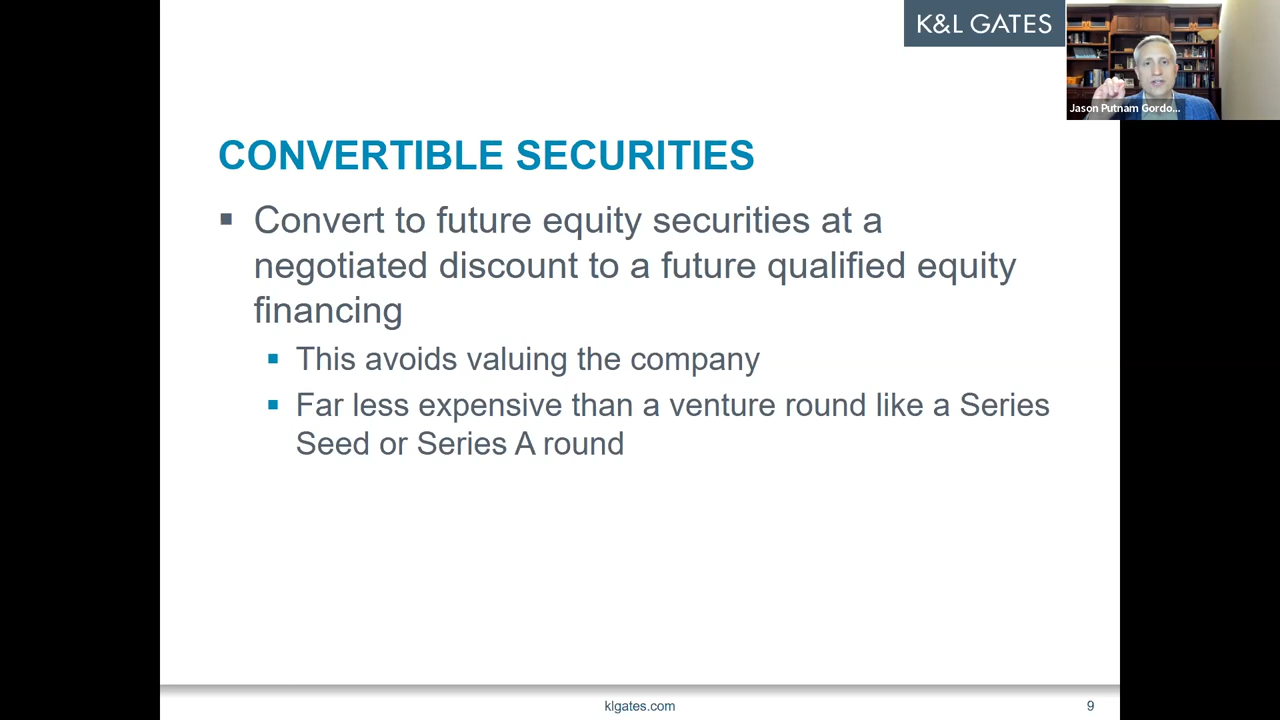 K&L GATES
Jason Putnam Gordo...
CONVERTIBLE SECURITIES
▪ Convert to future equity securities at a
negotiated discount to a future qualified equity
financing
▪ This avoids valuing the company
▪ Far less expensive than a venture round like a Series
Seed or Series A round
klgates.com
9